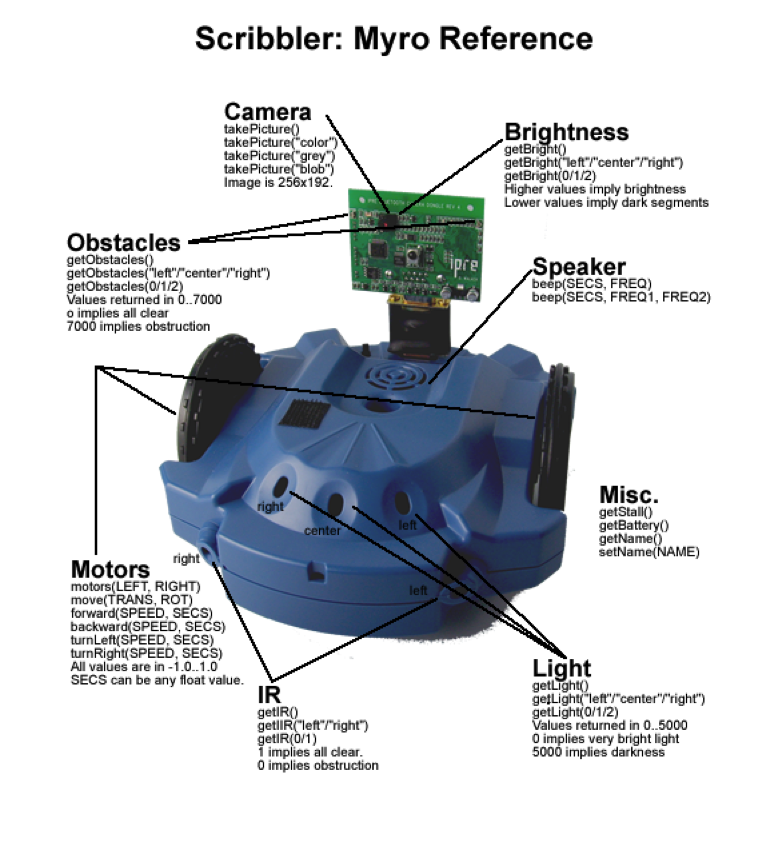 Scribbler: Myro Reference
Camera
takePicture()
takePicture("color")
takePicture("grey")
takePicture("blob")
Image is 256x192.
Brightness
getBright()
getBright("left"/"center"/"right")
getBright(0/1/2)
Higher values imply brightness
Lower values imply dark segments
Obstacles
getObstacles()
getObstacles("left"/"center"/"right")
getObstacles(0/1/2)
Values returned in 0..7000
o implies all clear
7000 implies obstruction
ipre
Speaker
beep(SECS, FREQ)
beep(SECS, FREQ1, FREQ2)
right
center
left
Misc.
getStall()
getBattery()
getName()
setName(NAME)
right
left
Motors
motors(LEFT, RIGHT)
move(TRANS, ROT)
forward(SPEED, SECS)
backward(SPEED, SECS)
turnLeft(SPEED, SECS)
turnRight(SPEED, SECS)
All values are in -1.0..1.0
SECS can be any float value.
IR
getIR()
getIIR("left"/"right")
getIR(0/1)
1 implies all clear.
0 implies obstruction
Light
getLight()
getLight("left"/"center"/"right")
getLight(0/1/2)
Values returned in 0..5000
0 implies very bright light
5000 implies darkness